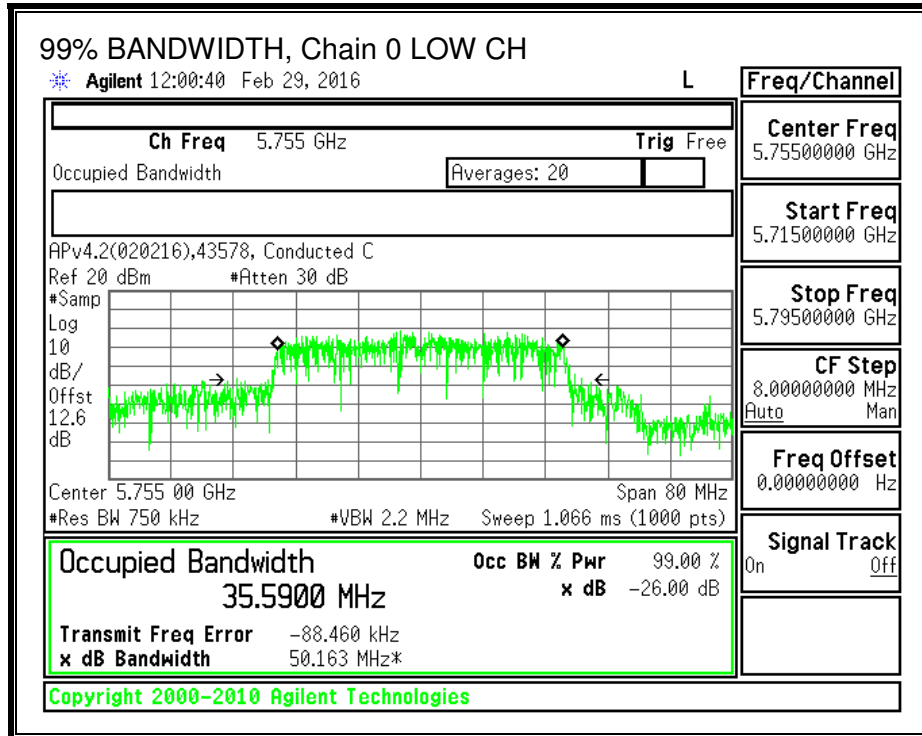 99% BANDWIDTH, Chain 0 LOW CH
Agilent 12:00:40 Feb 29, 2016 L
Freq/Channel
Ch Freq 5.755 GHz Trig Free
Occupied Bandwidth Averages: 20
APv4.2(020216),43578, Conducted C
Ref 20 dBm #Atten 30 dB
#Samp
Log
10
dB/
Offst
12.6
dB
Center 5.755 00 GHz Span 80 MHz
#Res BW 750 kHz #VBW 2.2 MHz Sweep 1.066 ms (1000 pts)
Occupied Bandwidth Occ BW % Pwr 99.00 %
35.5900 MHz x dB -26.00 dB
Transmit Freq Error -88.460 kHz
x dB Bandwidth 50.163 MHz*
Copyright 2000-2010 Agilent Technologies
Center Freq
5.75500000 GHz
Start Freq
5.71500000 GHz
Stop Freq
5.79500000 GHz
CF Step
8.00000000 MHz
Auto Man
Freq Offset
0.00000000 Hz
Signal Track
On Off